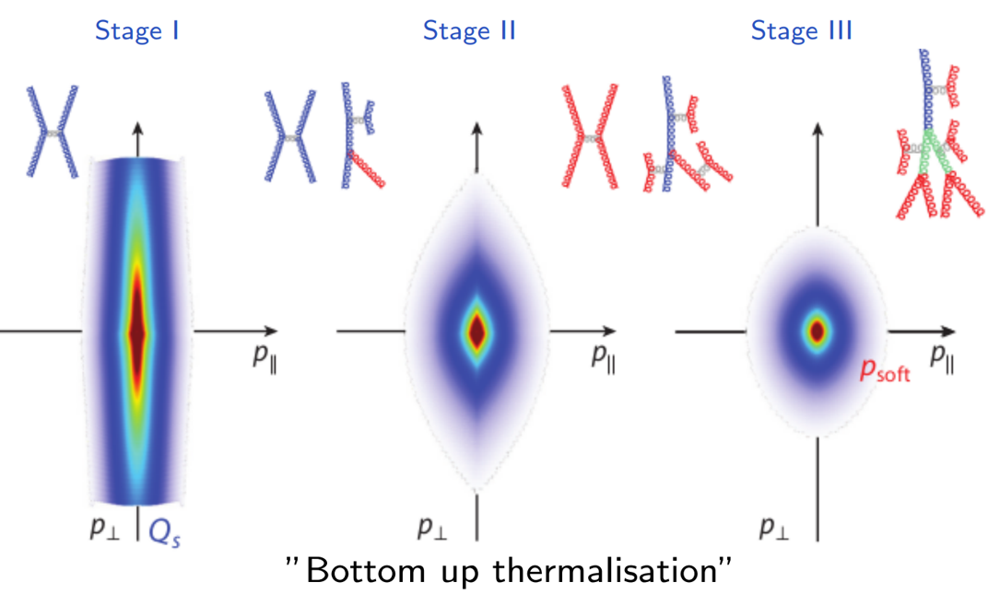 Stage I
Stage II
Stage III
p∥
p∥
p_soft
p∥
p⊥
Q_s
p⊥
p⊥
"Bottom up thermalisation"